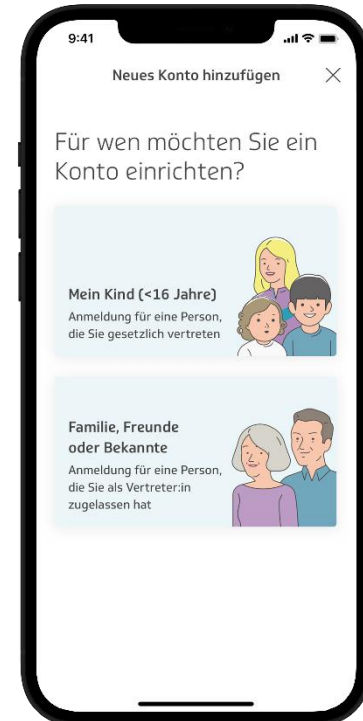 9:41
Neues Konto hinzufügen
Für wen möchten Sie ein
Konto einrichten?
Mein Kind (<16 Jahre)
Anmeldung für eine Person,
die Sie gesetzlich vertreten
Familie, Freunde
oder Bekannte
Anmeldung für eine Person,
die Sie als Vertreter:in
zugelassen hat